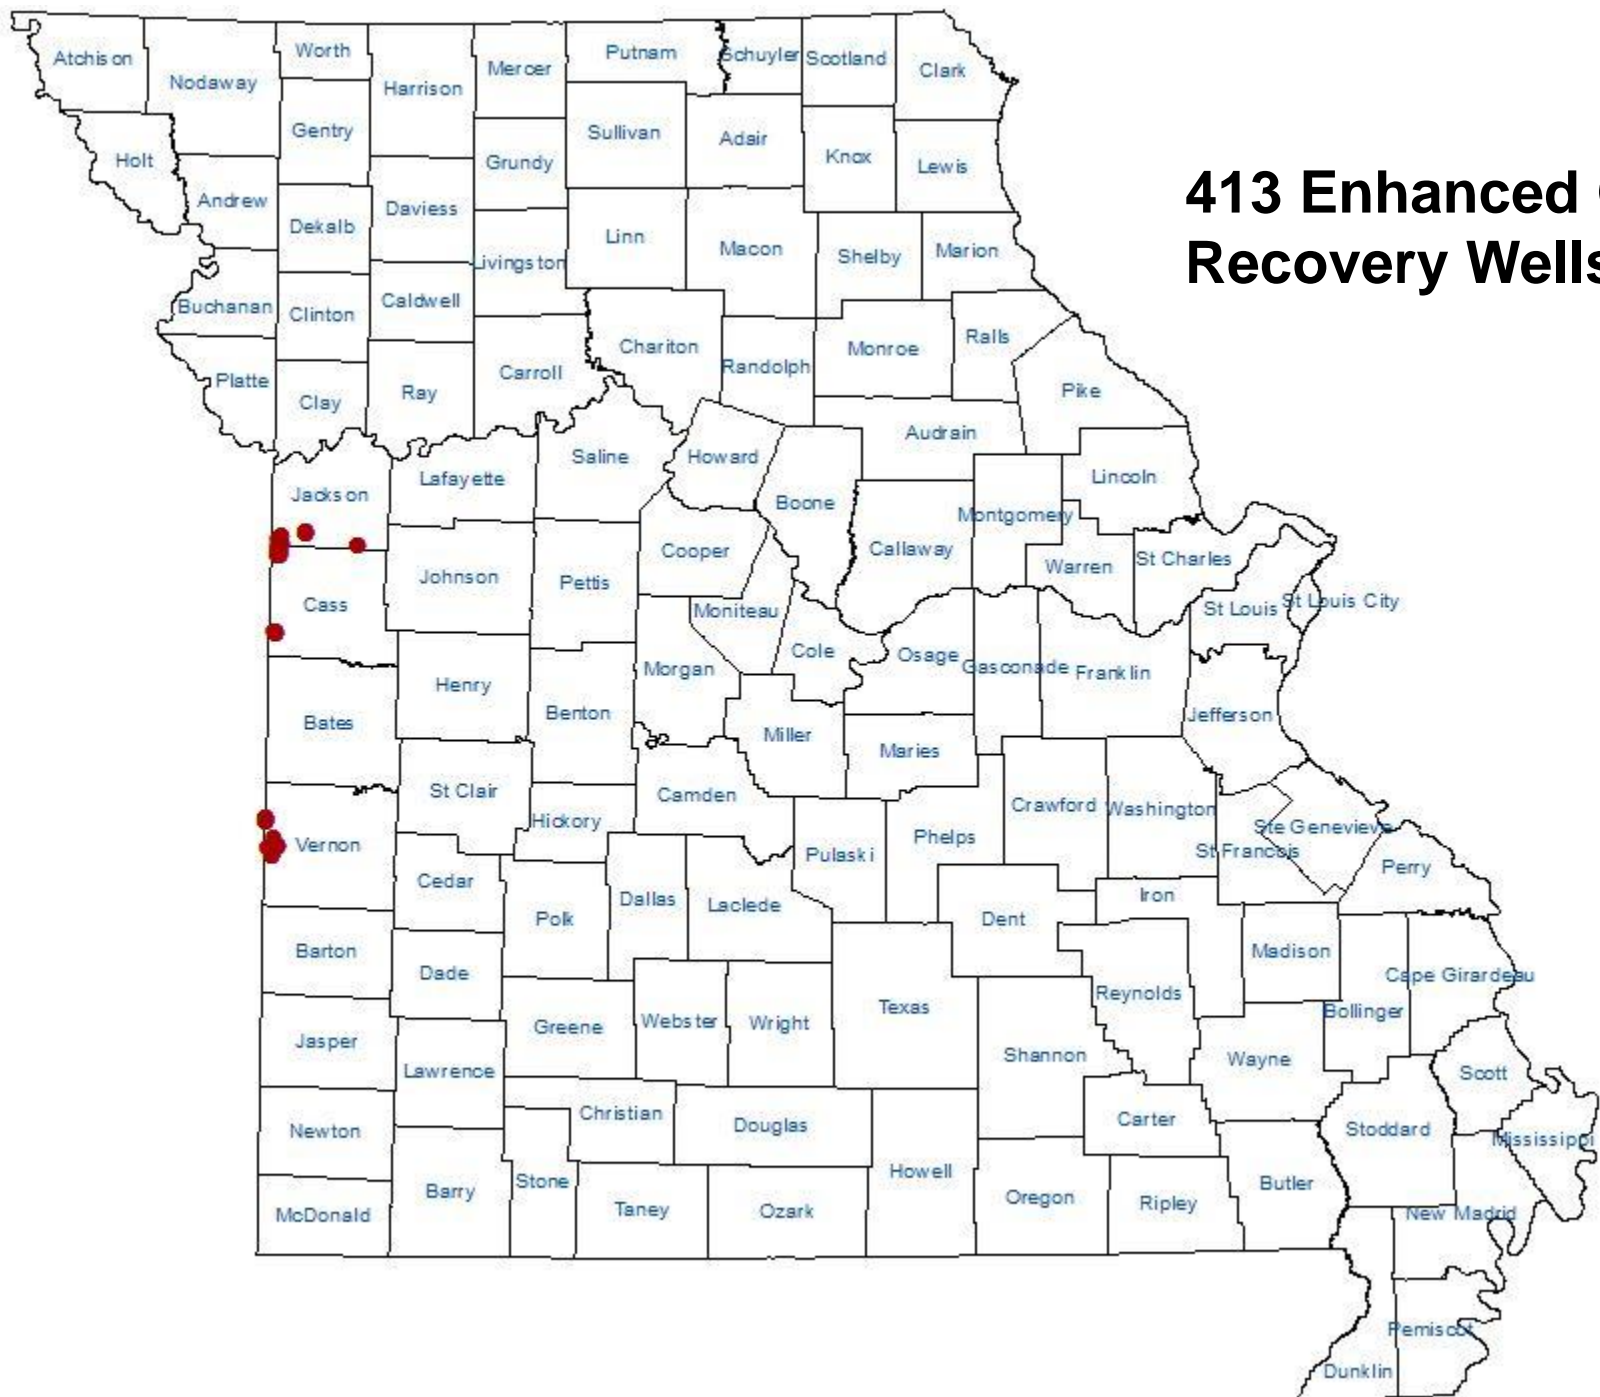 413 Enhanced
Recovery Wells
Atchison
Nodaway
Worth
Harrison
Mercer
Putnam
Schuyler
Scotland
Clark
Gentry
Sullivan
Adair
Knox
Lewis
Holt
Grundy
Andrew
Daviess
Dekalb
Linn
Macon
Shelby
Marion
Livingston
Buchanan
Clinton
Caldwell
Chariton
Randolph
Monroe
Ralls
Platte
Clay
Ray
Carroll
Pike
Audrain
Jackson
Lafayette
Saline
Howard
Boone
Lincoln
Montgomery
Cooper
Callaway
Warren
St Charles
Cass
Johnson
Pettis
Moniteau
St Louis
St Louis City
Cole
Osage
Gasconade
Franklin
Morgan
Henry
Benton
Bates
Miller
Maries
Jefferson
St Clair
Hickory
Camden
Crawford
Washington
Vernon
Pulaski
Phelps
Ste Genevieve
St Francois
Perry
Cedar
Polk
Dallas
Laclede
Dent
Iron
Barton
Dade
Madison
Cape Girardeau
Reynolds
Bollinger
Jasper
Greene
Webster
Wright
Texas
Shannon
Wayne
Scott
Lawrence
Newton
Christian
Douglas
Carter
Stoddard
Mississippi
McDonald
Barry
Stone
Taney
Ozark
Howell
Oregon
Ripley
Butler
New Madrid
Pemiscot
Dunklin